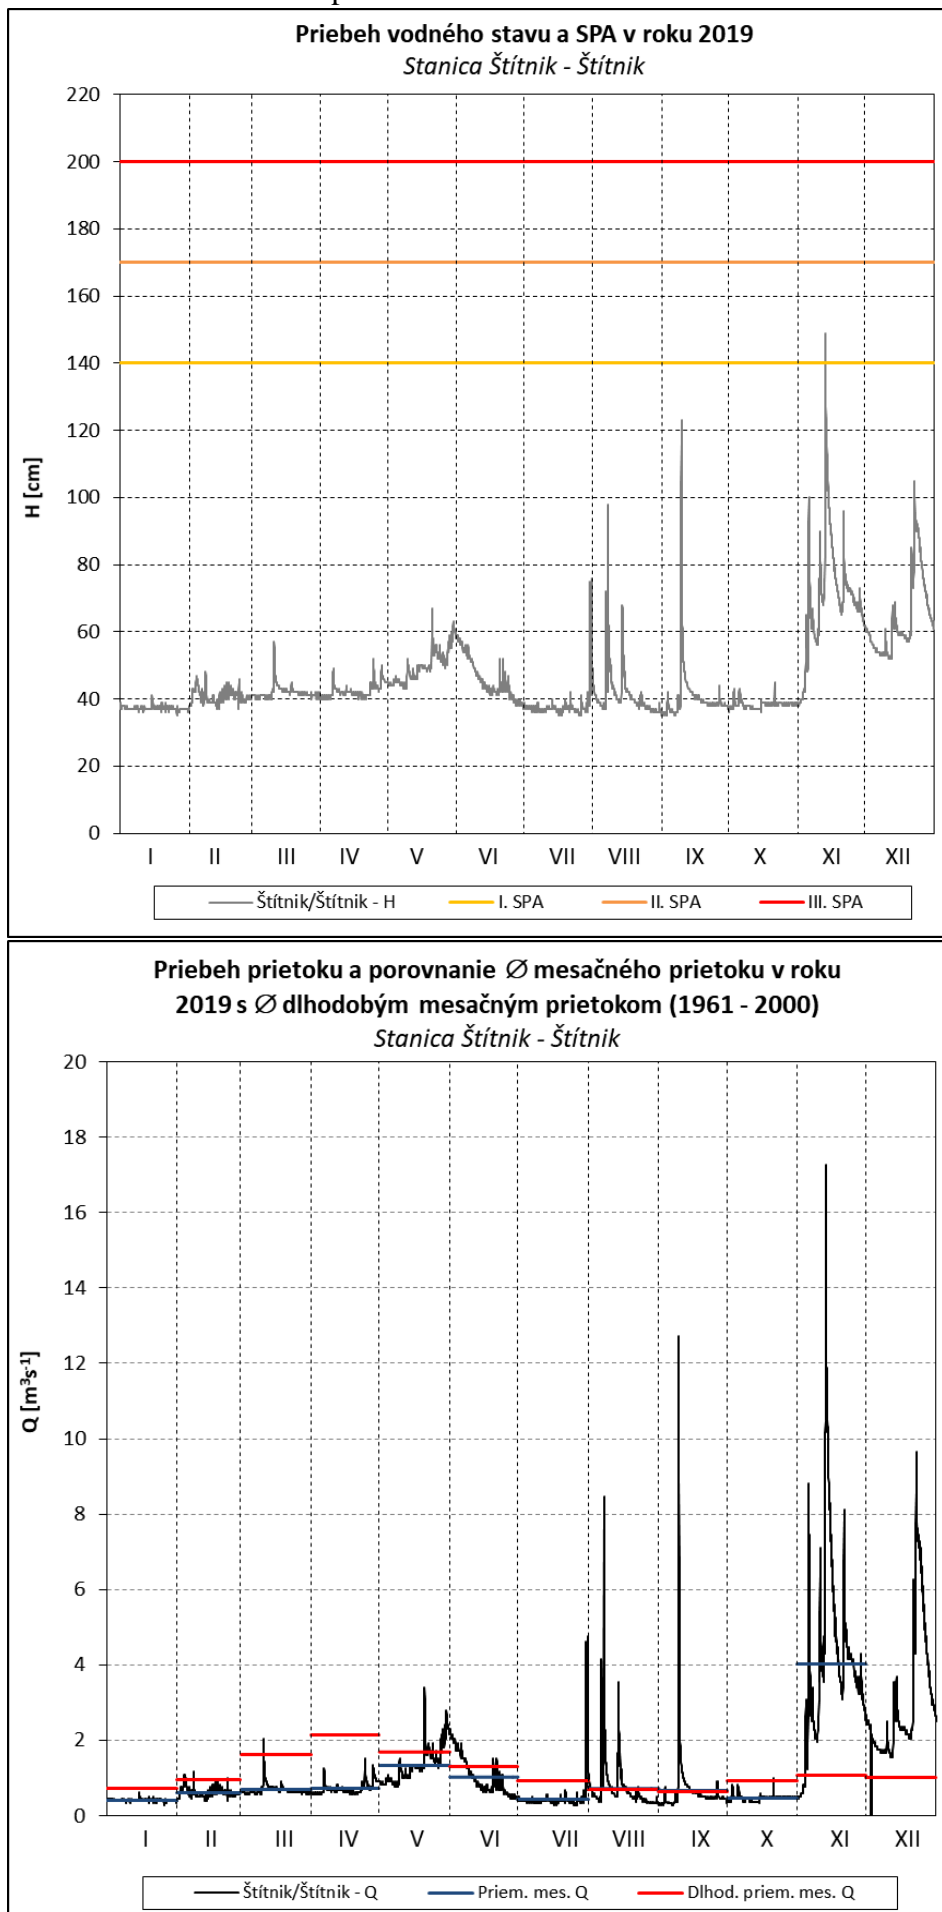 Priebeh vodného stavu a SPA v roku 2019
Stanica Štítnik - Štítnik
220
200
180
160
140
120
100
80
60
40
20
0
H [cm]
I II III IV V VI VII VIII IX X XI XII
Štítnik/Štítnik - H I. SPA II. SPA III. SPA
Priebeh prietoku a porovnanie Ø mesačného prietoku v roku
2019 s Ø dlhodobým mesačným prietokom (1961 - 2000)
Stanica Štítnik - Štítnik
20
18
16
14
12
10
8
6
4
2
0
Q [m³s⁻¹]
I II III IV V VI VII VIII IX X XI XII
Štítnik/Štítnik - Q Priem. mes. Q Dlhod. priem. mes. Q